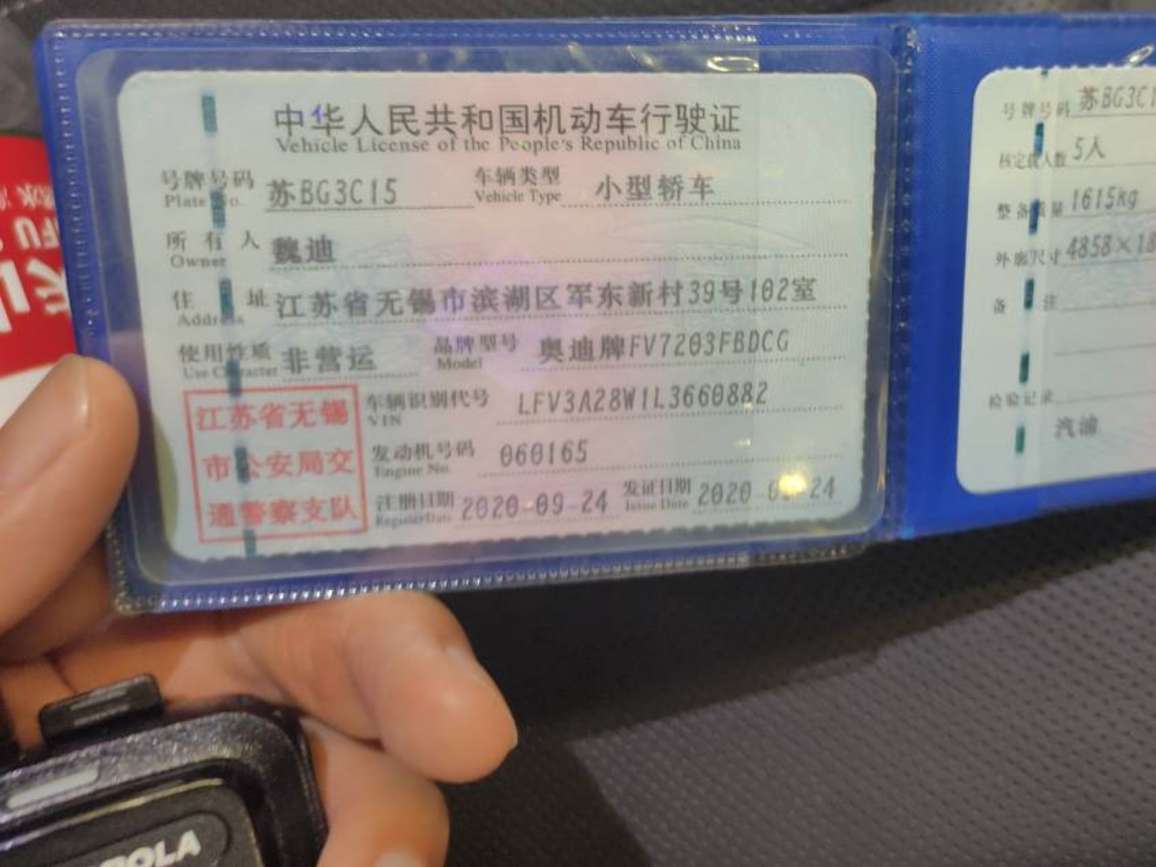 中华人民共和国机动车行驶证
Vehicle License of the People's Republic of China
号牌号码 苏BG3C15 车辆类型 小型轿车
Plate No. Vehicle Type
所有人 魏迪
Owner
住址 江苏省无锡市滨湖区军东新村39号102室
Address
使用性质 非营运 品牌型号 奥迪牌FV7203FBDCG
Use Character Model
江苏省无锡
市公安局交
通警察支队
车辆识别代号 LFV3A28W1L3660882
VIN
发动机号码 060165
Engine No.
注册日期 2020-09-24 发证日期 2020 24
Register Date Issue Date
号牌号码 苏BG3C1
核定载人数 5人
整备质量 1615kg
外廓尺寸 4858×18
备注
检验记录
汽油
OLA